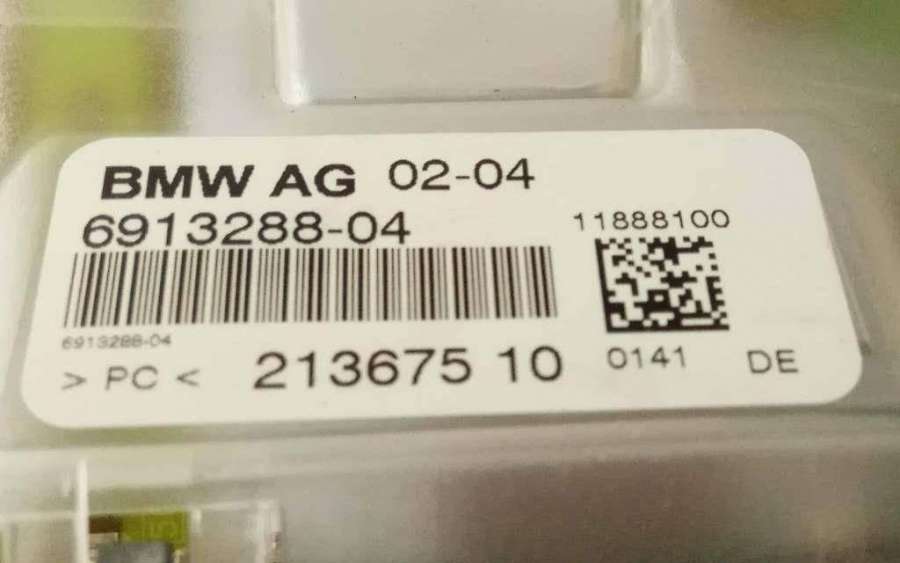 BMW AG 02-04
6913288-04
11888100
6913288-04
> PC < 213675 10
0141
DE